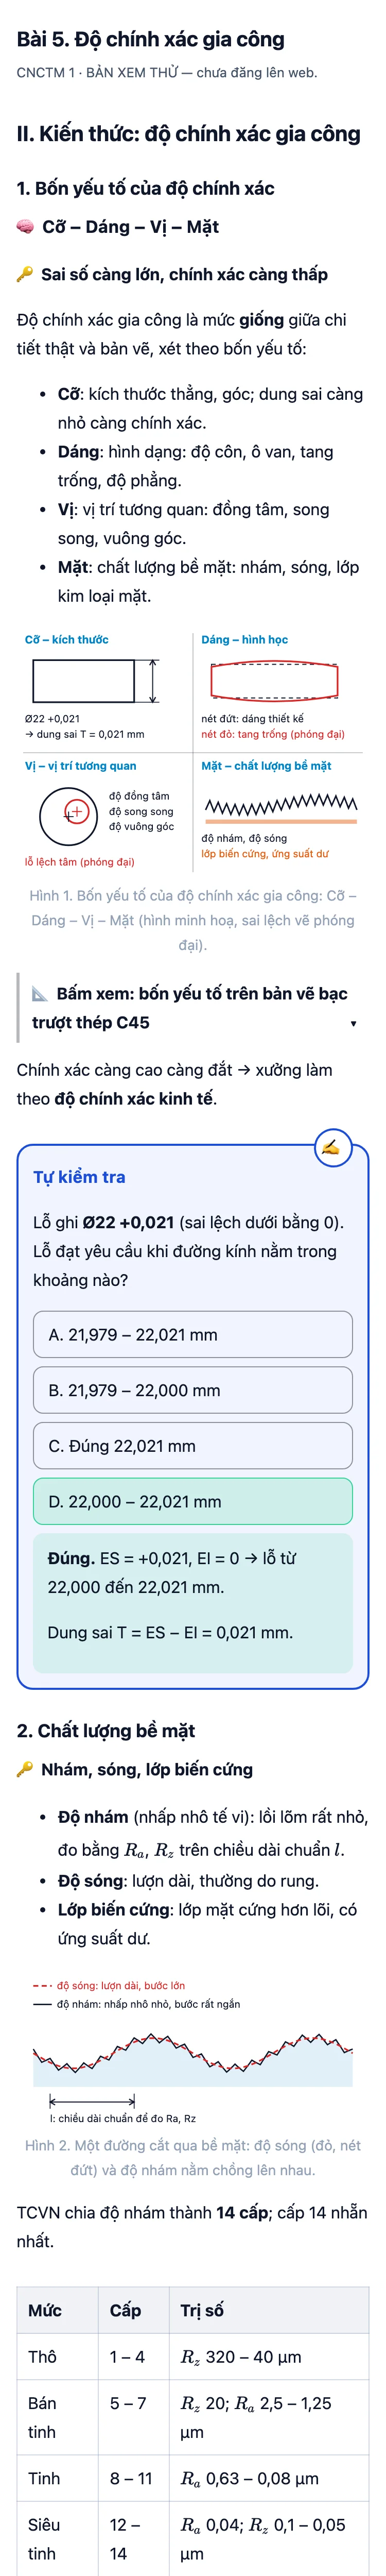 Bài 5. Độ chính xác gia công
CNCTM 1 · BẢN XEM THỬ — chưa đăng lên web.
II. Kiến thức: độ chính xác gia công
1. Bốn yếu tố của độ chính xác
🧠 Cỡ – Dáng – Vị – Mặt
🔑 Sai số càng lớn, chính xác càng thấp
Độ chính xác gia công là mức giống giữa chi
tiết thật và bản vẽ, xét theo bốn yếu tố:
• Cỡ: kích thước thẳng, góc; dung sai càng
nhỏ càng chính xác.
• Dáng: hình dạng: độ côn, ô van, tang
trống, độ phẳng.
• Vị: vị trí tương quan: đồng tâm, song
song, vuông góc.
• Mặt: chất lượng bề mặt: nhám, sóng, lớp
kim loại mặt.
Cỡ – kích thước
Ø22 +0,021
→ dung sai T = 0,021 mm
Dáng – hình học
nét đứt: dáng thiết kế
nét đỏ: tang trống (phóng đại)
Vị – vị trí tương quan
độ đồng tâm
độ song song
độ vuông góc
lỗ lệch tâm (phóng đại)
Mặt – chất lượng bề mặt
độ nhám, độ sóng
lớp biến cứng, ứng suất dư
Hình 1. Bốn yếu tố của độ chính xác gia công: Cỡ –
Dáng – Vị – Mặt (hình minh hoạ, sai lệch vẽ phóng
đại).
📐 Bấm xem: bốn yếu tố trên bản vẽ bạc
trượt thép C45 ▼
Chính xác càng cao càng đắt → xưởng làm
theo độ chính xác kinh tế.
✍️
Tự kiểm tra
Lỗ ghi Ø22 +0,021 (sai lệch dưới bằng 0).
Lỗ đạt yêu cầu khi đường kính nằm trong
khoảng nào?
A. 21,979 – 22,021 mm
B. 21,979 – 22,000 mm
C. Đúng 22,021 mm
D. 22,000 – 22,021 mm
Đúng. ES = +0,021, EI = 0 → lỗ từ
22,000 đến 22,021 mm.
Dung sai T = ES − EI = 0,021 mm.
2. Chất lượng bề mặt
🔑 Nhám, sóng, lớp biến cứng
• Độ nhám (nhấp nhô tế vi): lồi lõm rất nhỏ,
đo bằng Ra, Rz trên chiều dài chuẩn l.
• Độ sóng: lượn dài, thường do rung.
• Lớp biến cứng: lớp mặt cứng hơn lõi, có
ứng suất dư.
độ sóng: lượn dài, bước lớn
độ nhám: nhấp nhô nhỏ, bước rất ngắn
l: chiều dài chuẩn để đo Ra, Rz
Hình 2. Một đường cắt qua bề mặt: độ sóng (đỏ, nét
đứt) và độ nhám nằm chồng lên nhau.
TCVN chia độ nhám thành 14 cấp; cấp 14 nhẵn
nhất.
Mức Cấp Trị số
Thô 1 – 4 Rz 320 – 40 µm
Bán tinh 5 – 7 Rz 20; Ra 2,5 – 1,25 µm
Tinh 8 – 11 Ra 0,63 – 0,08 µm
Siêu tinh 12 – 14 Ra 0,04; Rz 0,1 – 0,05 µm